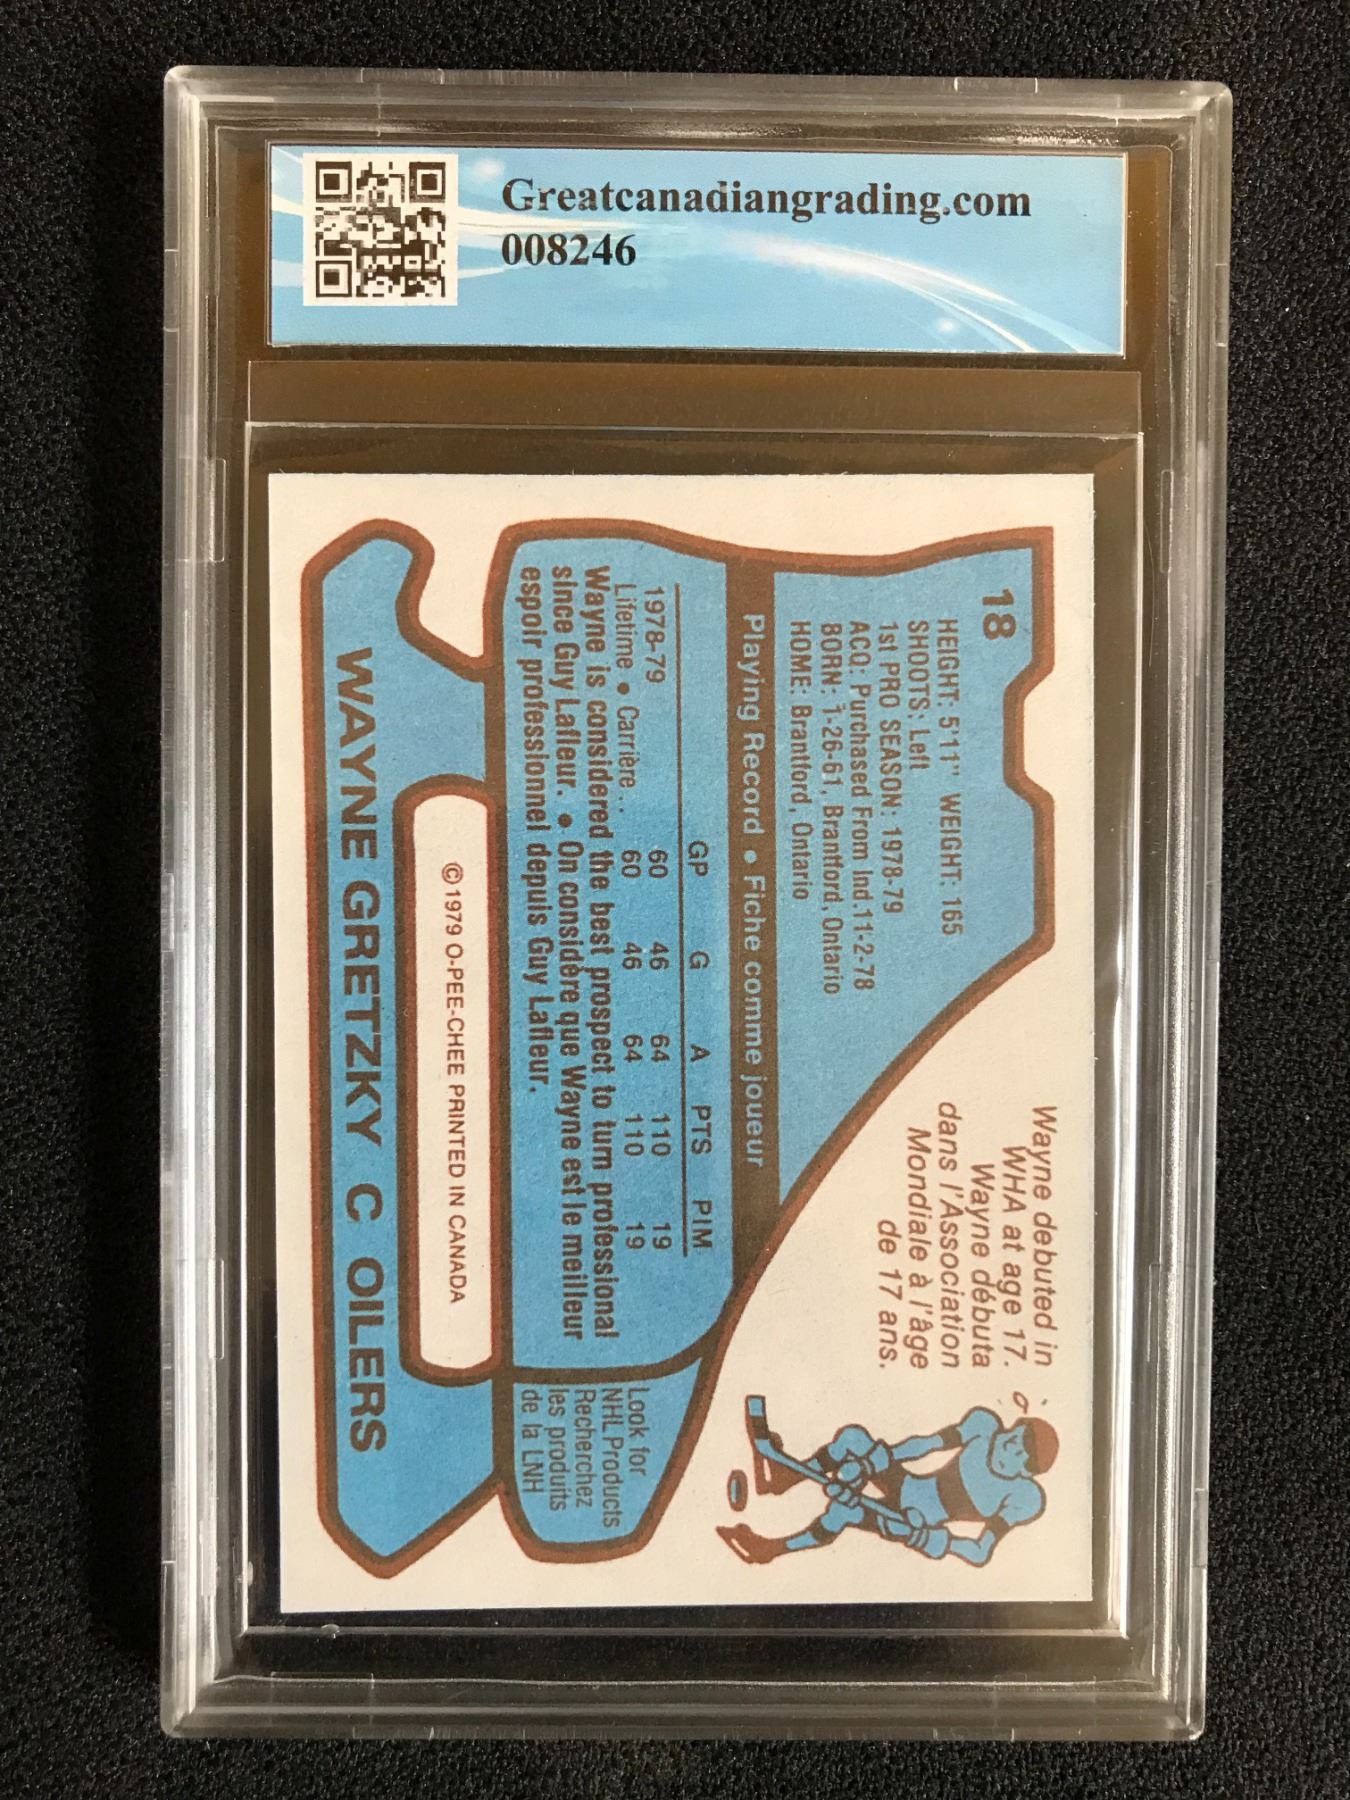 Greatcanadiangrading.com
008246
18
HEIGHT: 5'11" WEIGHT: 165
SHOOTS: Left
1st PRO SEASON: 1978-79
ACQ: Purchased From Ind.11-2-78
BORN: 1-26-61, Brantford, Ontario
HOME: Brantford, Ontario
Wayne debuted in
WHA at age 17.
Wayne débuta
dans l'Association
Mondiale à l'âge
de 17 ans.
Playing Record • Fiche comme joueur
GP G A PTS PIM
1978-79 60 46 64 110 19
Lifetime • Carrière... 60 46 64 110 19
Wayne is considered the best prospect to turn professional
since Guy Lafleur. • On considère que Wayne est le meilleur
espoir professionnel depuis Guy Lafleur.
Look for
NHL Products
Recherchez
les produits
de la LNH
© 1979 O-PEE-CHEE PRINTED IN CANADA
WAYNE GRETZKY C OILERS